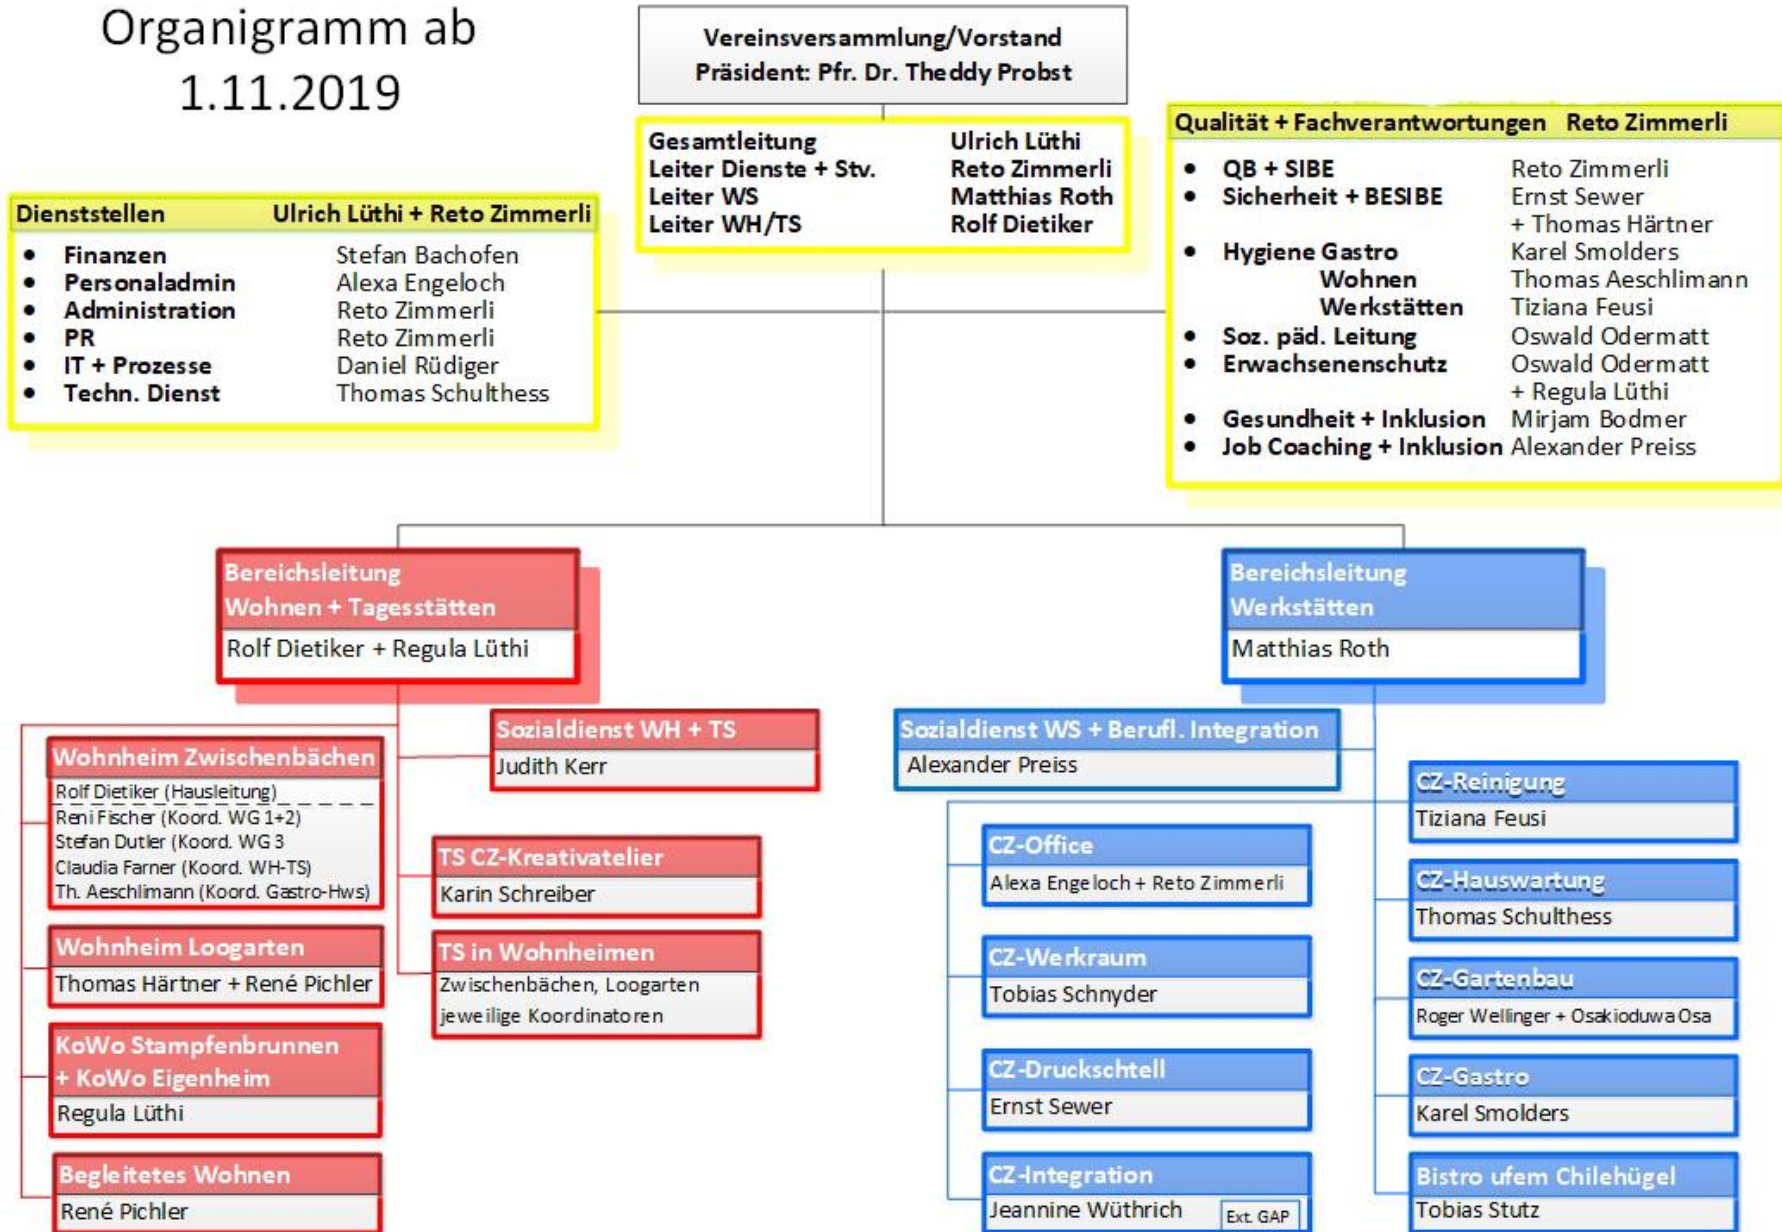 Organigramm ab
1.11.2019
Vereinsversammlung/Vorstand
Präsident: Pfr. Dr. Theddy Probst
Gesamtleitung Ulrich Lüthi
Leiter Dienste + Stv. Reto Zimmerli
Leiter WS Matthias Roth
Leiter WH/TS Rolf Dietiker
Dienststellen Ulrich Lüthi + Reto Zimmerli
• Finanzen Stefan Bachofen
• Personaladmin Alexa Engeloch
• Administration Reto Zimmerli
• PR Reto Zimmerli
• IT + Prozesse Daniel Rüdiger
• Techn. Dienst Thomas Schulthess
Qualität + Fachverantwortungen Reto Zimmerli
• QB + SIBE Reto Zimmerli
• Sicherheit + BESIBE Ernst Sewer
+ Thomas Härtner
• Hygiene Gastro Karel Smolders
Wohnen Thomas Aeschlimann
Werkstätten Tiziana Feusi
• Soz. päd. Leitung Oswald Odermatt
• Erwachsenenschutz Oswald Odermatt
+ Regula Lüthi
• Gesundheit + Inklusion Mirjam Bodmer
• Job Coaching + Inklusion Alexander Preiss
Bereichsleitung
Wohnen + Tagesstätten
Rolf Dietiker + Regula Lüthi
Sozialdienst WH + TS
Judith Kerr
Wohnheim Zwischenbächen
Rolf Dietiker (Hausleitung)
Reni Fischer (Koord. WG 1+2)
Stefan Dutler (Koord. WG 3
Claudia Farner (Koord. WH-TS)
Th. Aeschlimann (Koord. Gastro-Hws)
TS CZ-Kreativatelier
Karin Schreiber
Wohnheim Loogarten
Thomas Härtner + René Pichler
TS in Wohnheimen
Zwischenbächen, Loogarten
jeweilige Koordinatoren
KoWo Stampfenbrunnen
+ KoWo Eigenheim
Regula Lüthi
Begleitetes Wohnen
René Pichler
Bereichsleitung
Werkstätten
Matthias Roth
Sozialdienst WS + Berufl. Integration
Alexander Preiss
CZ-Office
Alexa Engeloch + Reto Zimmerli
CZ-Werkraum
Tobias Schnyder
CZ-Druckschtell
Ernst Sewer
CZ-Integration
Jeannine Wüthrich
Ext. GAP
CZ-Reinigung
Tiziana Feusi
CZ-Hauswartung
Thomas Schulthess
CZ-Gartenbau
Roger Wellinger + Osakioduwa Osa
CZ-Gastro
Karel Smolders
Bistro ufem Chilehügel
Tobias Stutz